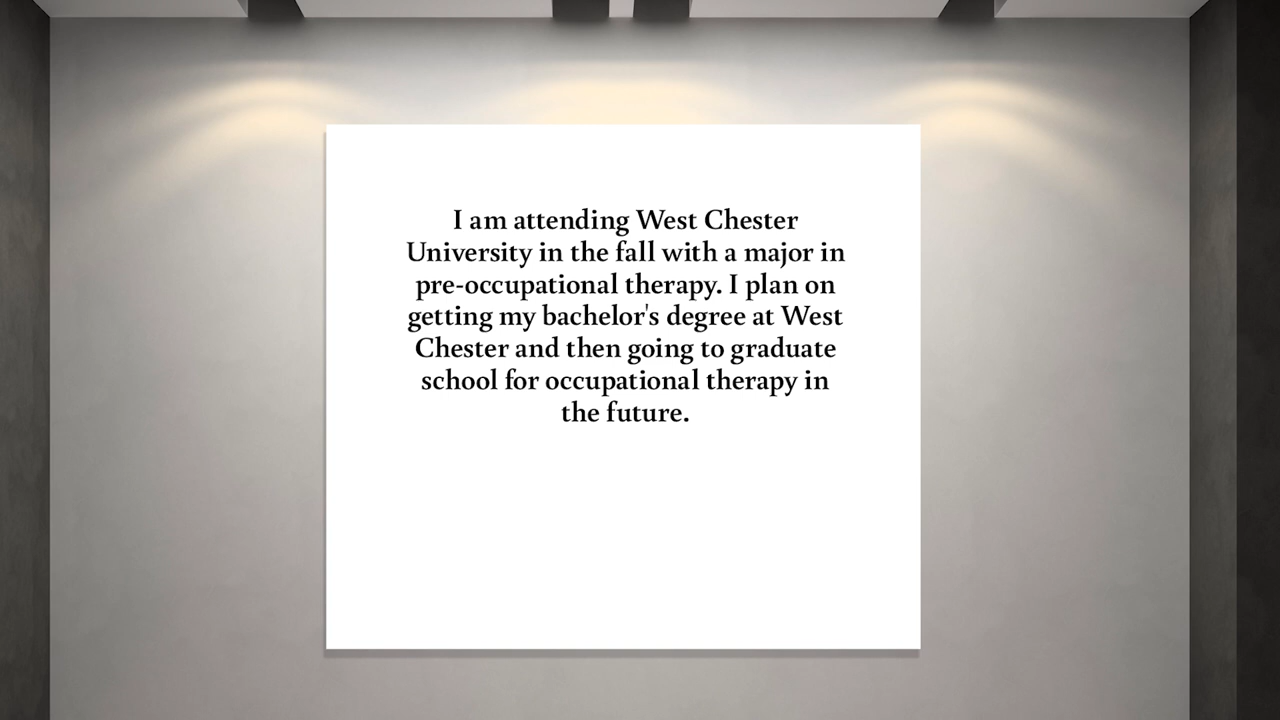 I am attending West Chester
University in the fall with a major in
pre-occupational therapy. I plan on
getting my bachelor's degree at West
Chester and then going to graduate
school for occupational therapy in
the future.